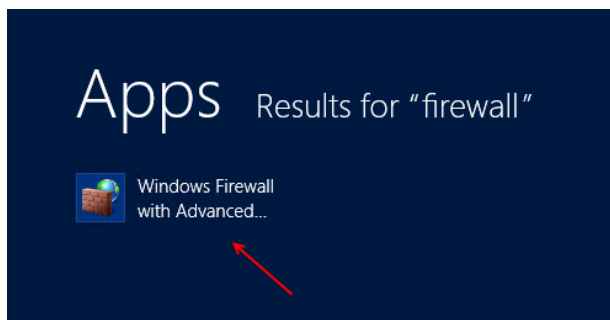 Apps Results for “firewall”
Windows Firewall
with Advanced...